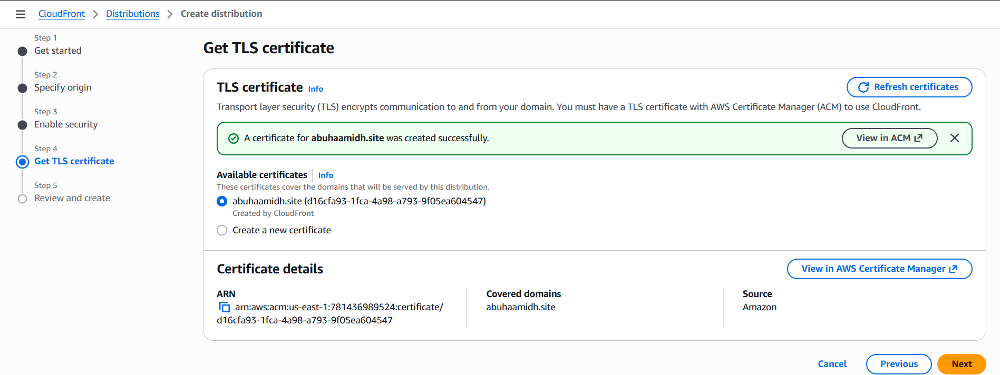 CloudFront > Distributions > Create distribution
Step 1
Get started
Step 2
Specify origin
Step 3
Enable security
Step 4
Get TLS certificate
Step 5
Review and create
Get TLS certificate
TLS certificate Info
Refresh certificates
Transport layer security (TLS) encrypts communication to and from your domain. You must have a TLS certificate with AWS Certificate Manager (ACM) to use CloudFront.
A certificate for abuhaamidh.site was created successfully.
View in ACM
Available certificates Info
These certificates cover the domains that will be served by this distribution.
abuhaamidh.site (d16cfa93-1fca-4a98-a793-9f05ea604547)
Created by CloudFront
Create a new certificate
Certificate details
View in AWS Certificate Manager
ARN
arn:aws:acm:us-east-1:781436989524:certificate/
d16cfa93-1fca-4a98-a793-9f05ea604547
Covered domains
abuhaamidh.site
Source
Amazon
Cancel
Previous
Next